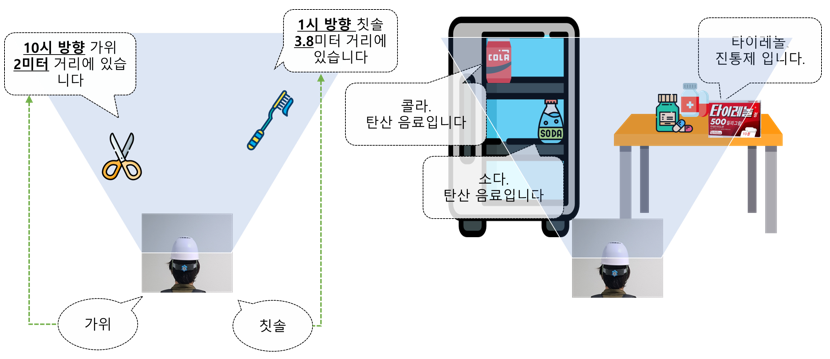 10시 방향 가위
2미터 거리에 있습
니다
1시 방향 칫솔
3.8미터 거리에
있습니다
가위
칫솔
COLA
콜라.
탄산 음료입니다
SODA
소다.
탄산 음료입니다
타이레놀.
진통제 입니다.
타이레놀
500